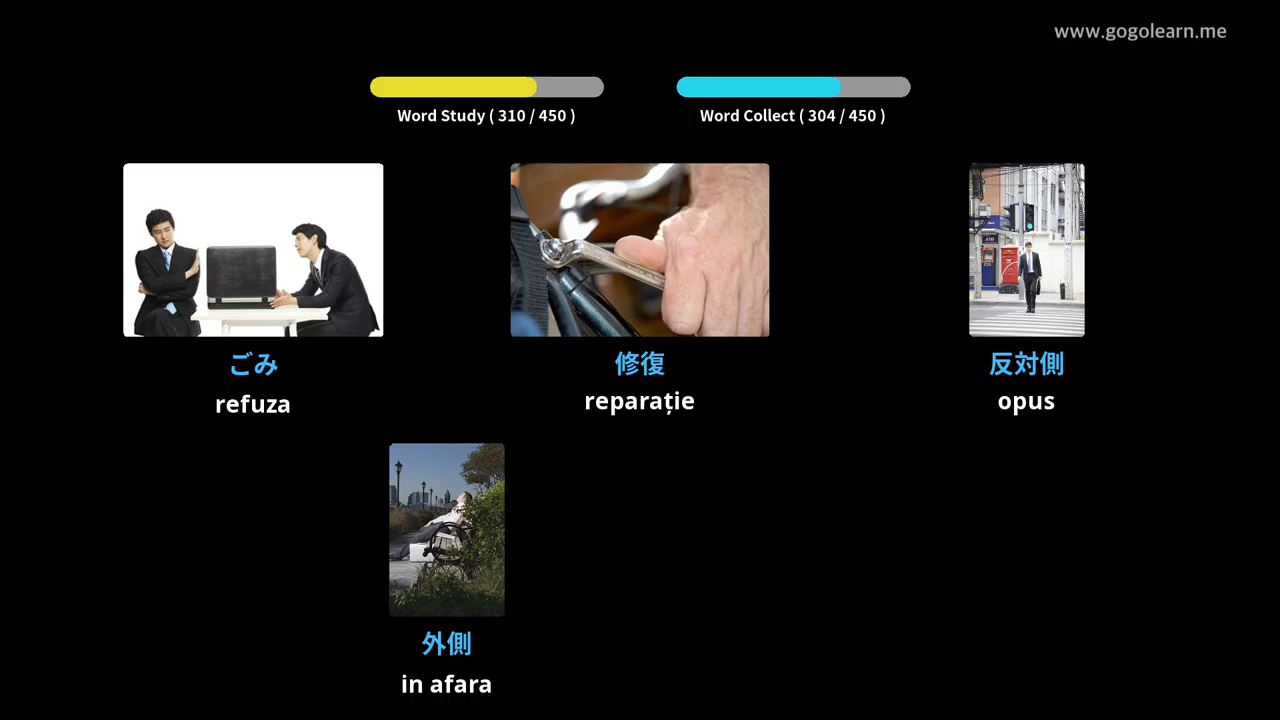 www.gogolearn.me
Word Study ( 310 / 450 )
Word Collect ( 304 / 450 )
ごみ
refuza
修復
reparație
反対側
opus
外側
in afara